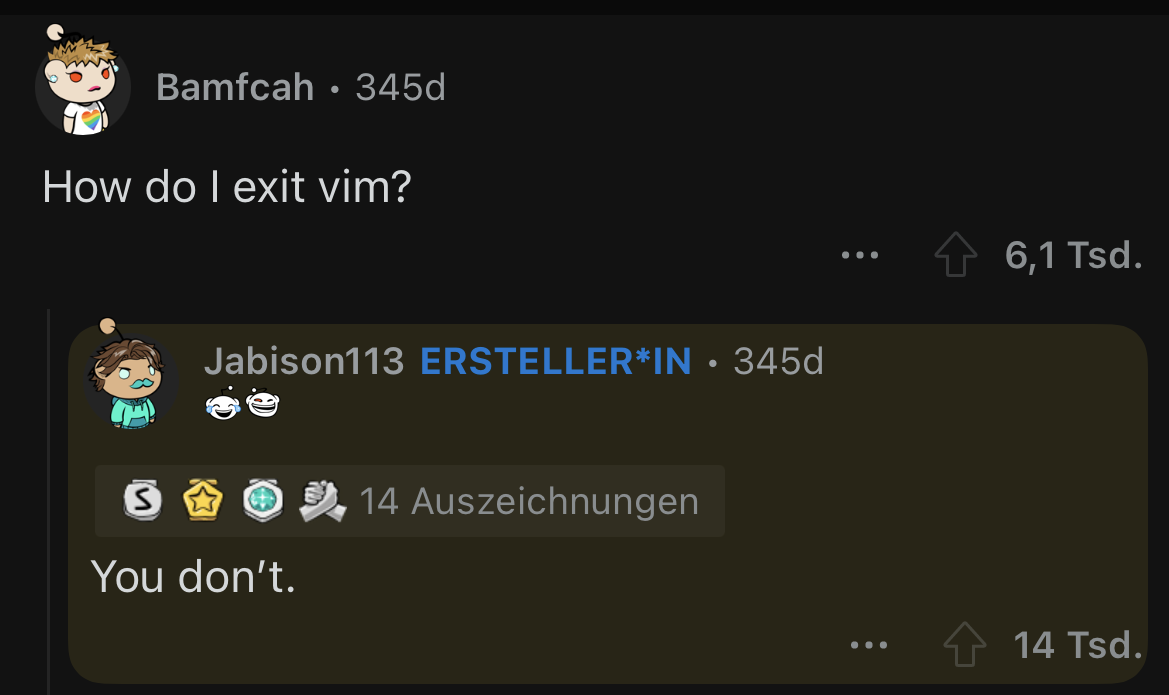 Bamfcah • 345d
How do I exit vim?
6,1 Tsd.
Jabison113 ERSTELLER*IN • 345d
S 14 Auszeichnungen
You don’t.
14 Tsd.